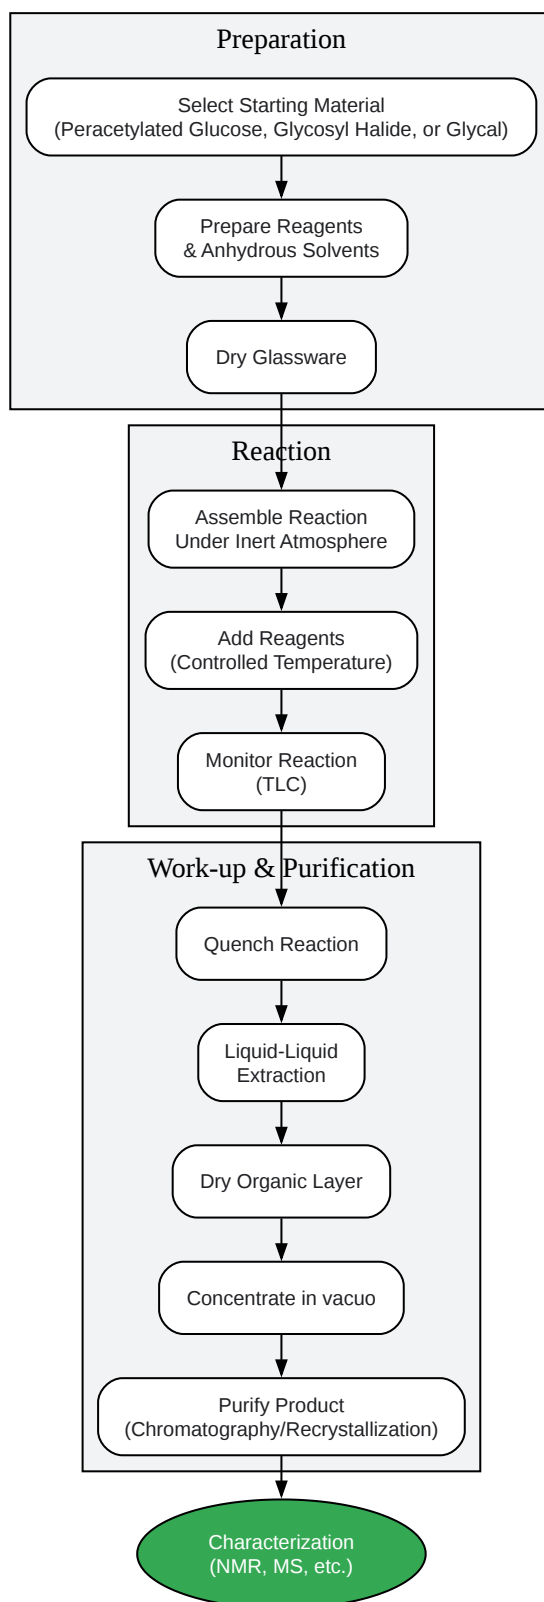 Preparation
Select Starting Material
(Peracetylated Glucose, Glycosyl Halide, or Glycal)
Prepare Reagents
& Anhydrous Solvents
Dry Glassware
Reaction
Assemble Reaction
Under Inert Atmosphere
Add Reagents
(Controlled Temperature)
Monitor Reaction
(TLC)
Work-up & Purification
Quench Reaction
Liquid-Liquid
Extraction
Dry Organic Layer
Concentrate in vacuo
Purify Product
(Chromatography/Recrystallization)
Characterization
(NMR, MS, etc.)